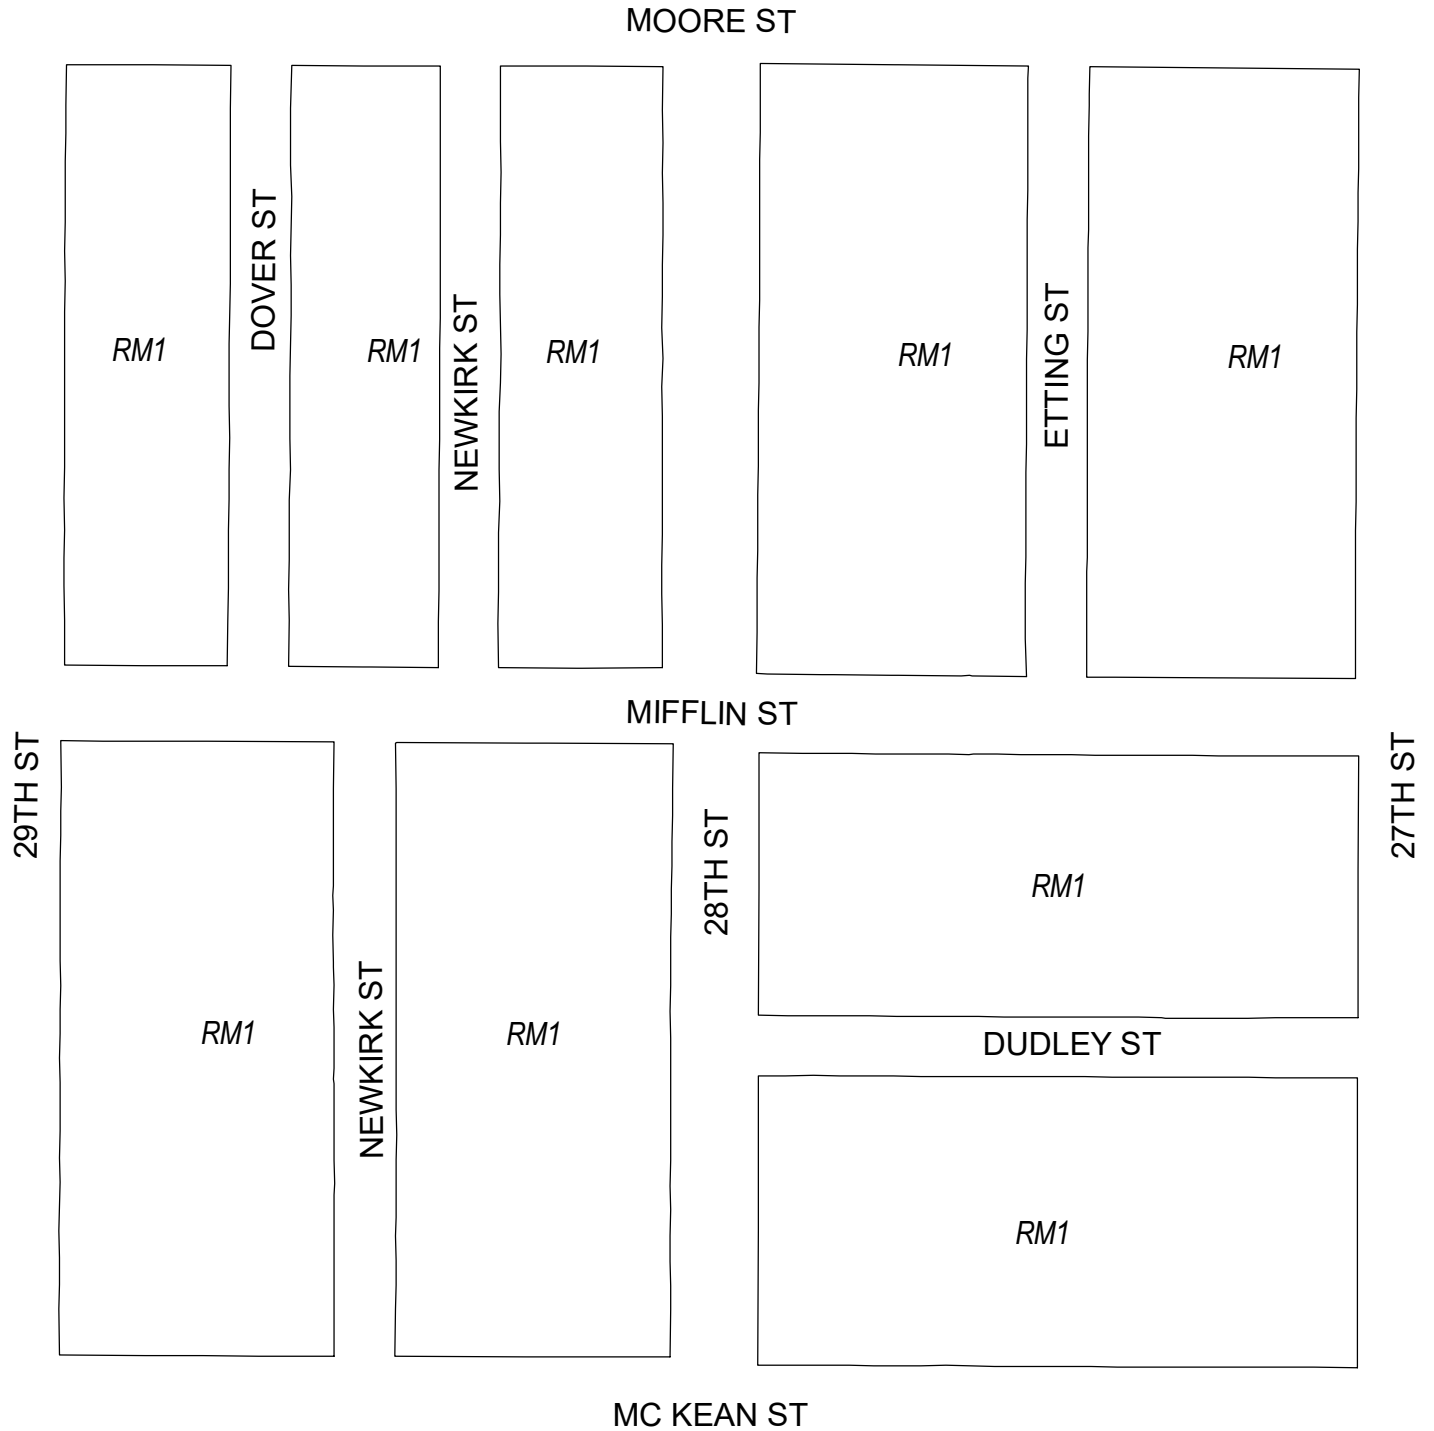 MOORE ST
DOVER ST
NEWKIRK ST
ETTING ST
RM1
RM1
RM1
RM1
RM1
MIFFLIN ST
29TH ST
28TH ST
27TH ST
RM1
NEWKIRK ST
RM1
RM1
DUDLEY ST
RM1
MC KEAN ST